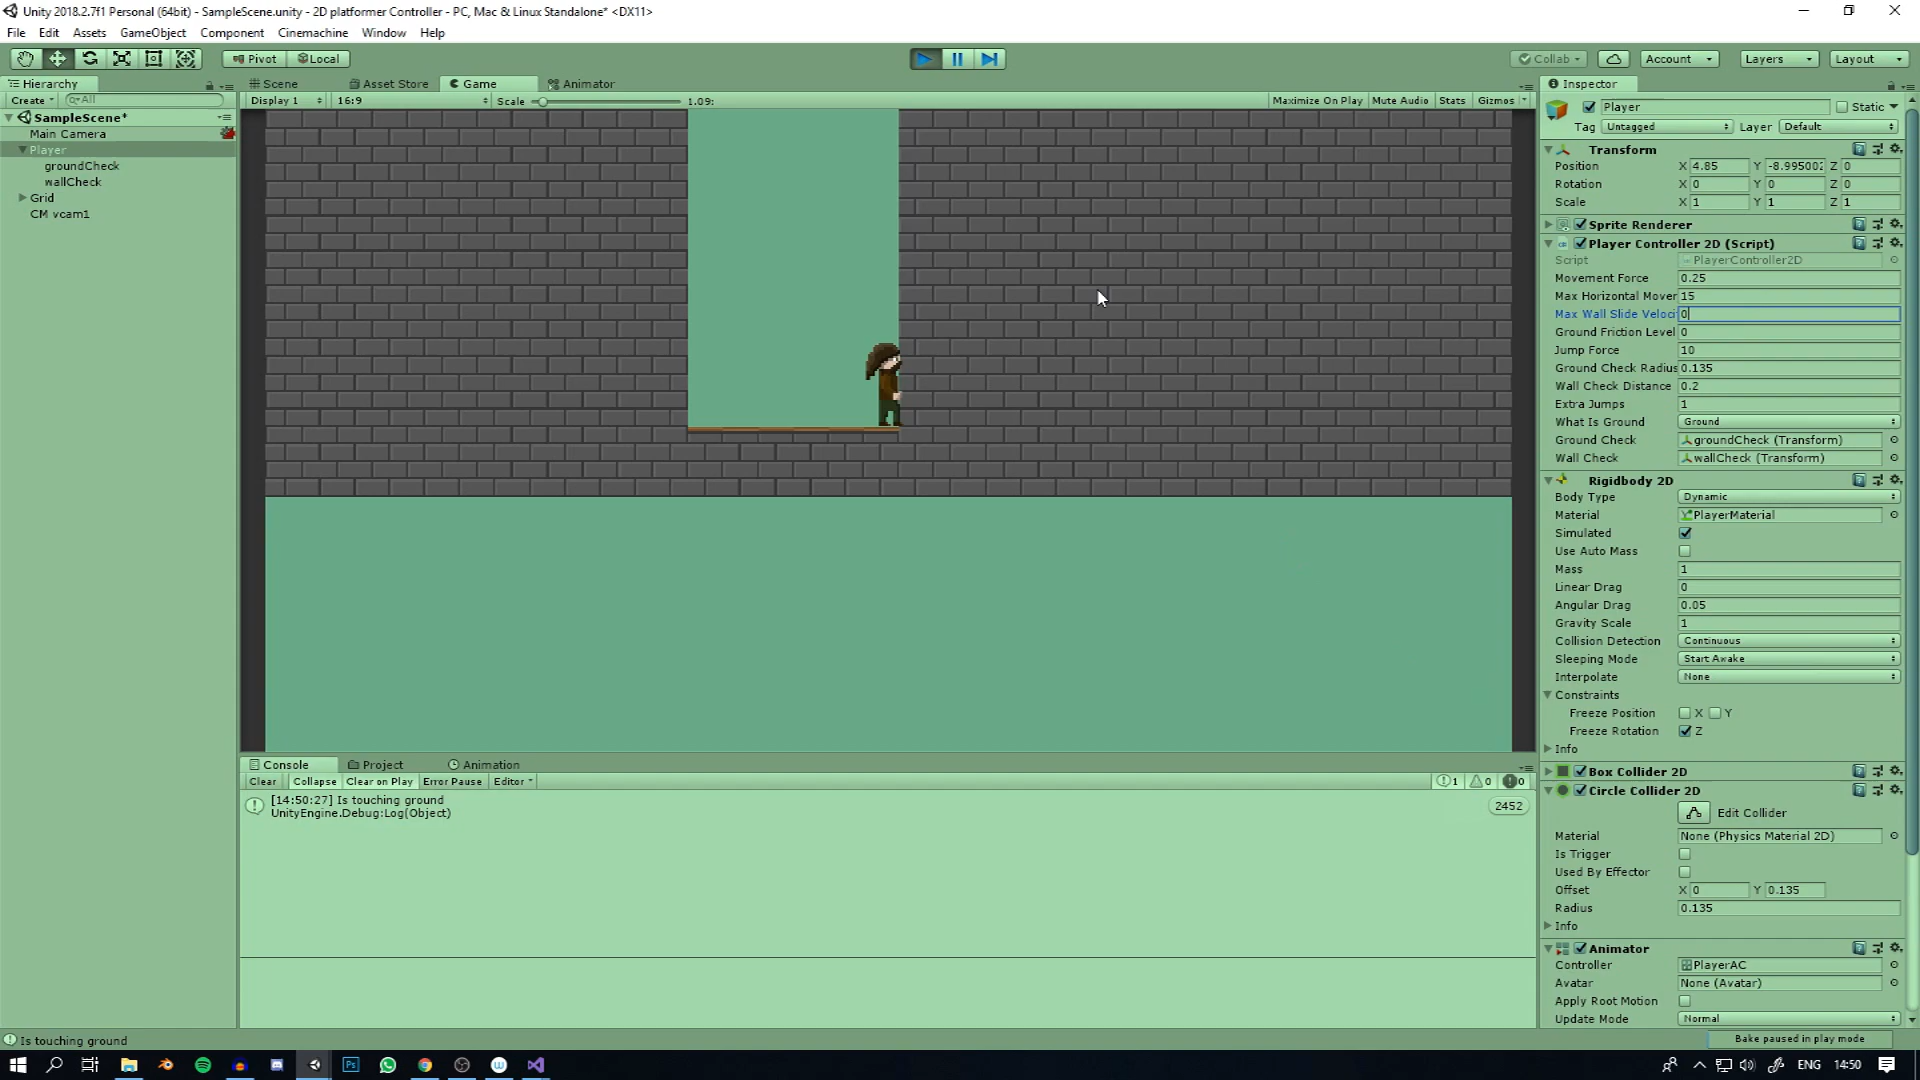 Unity 2018.2.7f1 Personal (64bit) - SampleScene.unity - 2D platformer Controller - PC, Mac & Linux Standalone* <DX11>
File Edit Assets GameObject Component Cinemachine Window Help
Pivot Local Collab Account Layers Layout
Hierarchy Scene Asset Store Game Animator Inspector
Create All Display 1 16:9 Scale 1.09: Maximize On Play Mute Audio Stats Gizmos
Player Static
SampleScene*
Main Camera
Player
groundCheck
wallCheck
Grid
CM vcam1
Tag Untagged Layer Default
Transform
Position X 4.85 Y -8.995002 Z 0
Rotation X 0 Y 0 Z 0
Scale X 1 Y 1 Z 1
Sprite Renderer
Player Controller 2D (Script)
Script PlayerController2D
Movement Force 0.25
Max Horizontal Mover 15
Max Wall Slide Veloci 0
Ground Friction Level 0
Jump Force 10
Ground Check Radius 0.135
Wall Check Distance 0.2
Extra Jumps 1
What Is Ground Ground
Ground Check groundCheck (Transform)
Wall Check wallCheck (Transform)
Rigidbody 2D
Body Type Dynamic
Material PlayerMaterial
Simulated
Use Auto Mass
Mass 1
Linear Drag 0
Angular Drag 0.05
Gravity Scale 1
Collision Detection Continuous
Sleeping Mode Start Awake
Interpolate None
Constraints
Freeze Position X Y
Freeze Rotation Z
Info
Box Collider 2D
Circle Collider 2D
Edit Collider
Material None (Physics Material 2D)
Is Trigger
Used By Effector
Offset X 0 Y 0.135
Radius 0.135
Info
Animator
Controller PlayerAC
Avatar None (Avatar)
Apply Root Motion
Update Mode Normal
Console Project Animation
Clear Collapse Clear on Play Error Pause Editor 1 0 0
[14:50:27] Is touching ground
UnityEngine.Debug:Log(Object)
2452
Is touching ground
Bake paused in play mode
Ps ENG 14:50